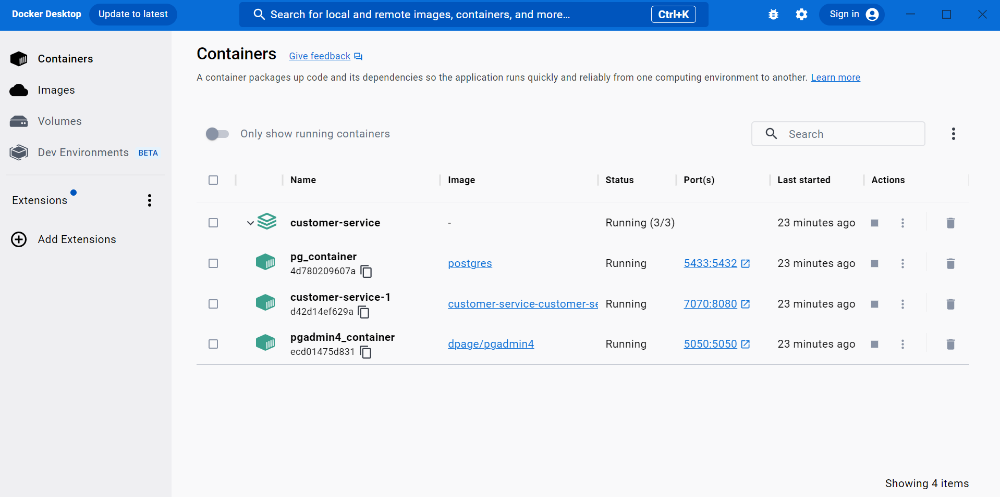 Docker Desktop Update to latest Search for local and remote images, containers, and more... Ctrl+K Sign in
Containers
Images
Volumes
Dev Environments BETA
Extensions
Add Extensions
Containers Give feedback
A container packages up code and its dependencies so the application runs quickly and reliably from one computing environment to another. Learn more
Only show running containers Search
Name Image Status Port(s) Last started Actions
customer-service - Running (3/3) 23 minutes ago
pg_container
4d780209607a postgres Running 5433:5432 23 minutes ago
customer-service-1
d42d14ef629a customer-service-customer-se Running 7070:8080 23 minutes ago
pgadmin4_container
ecd01475d831 dpage/pgadmin4 Running 5050:5050 23 minutes ago
Showing 4 items